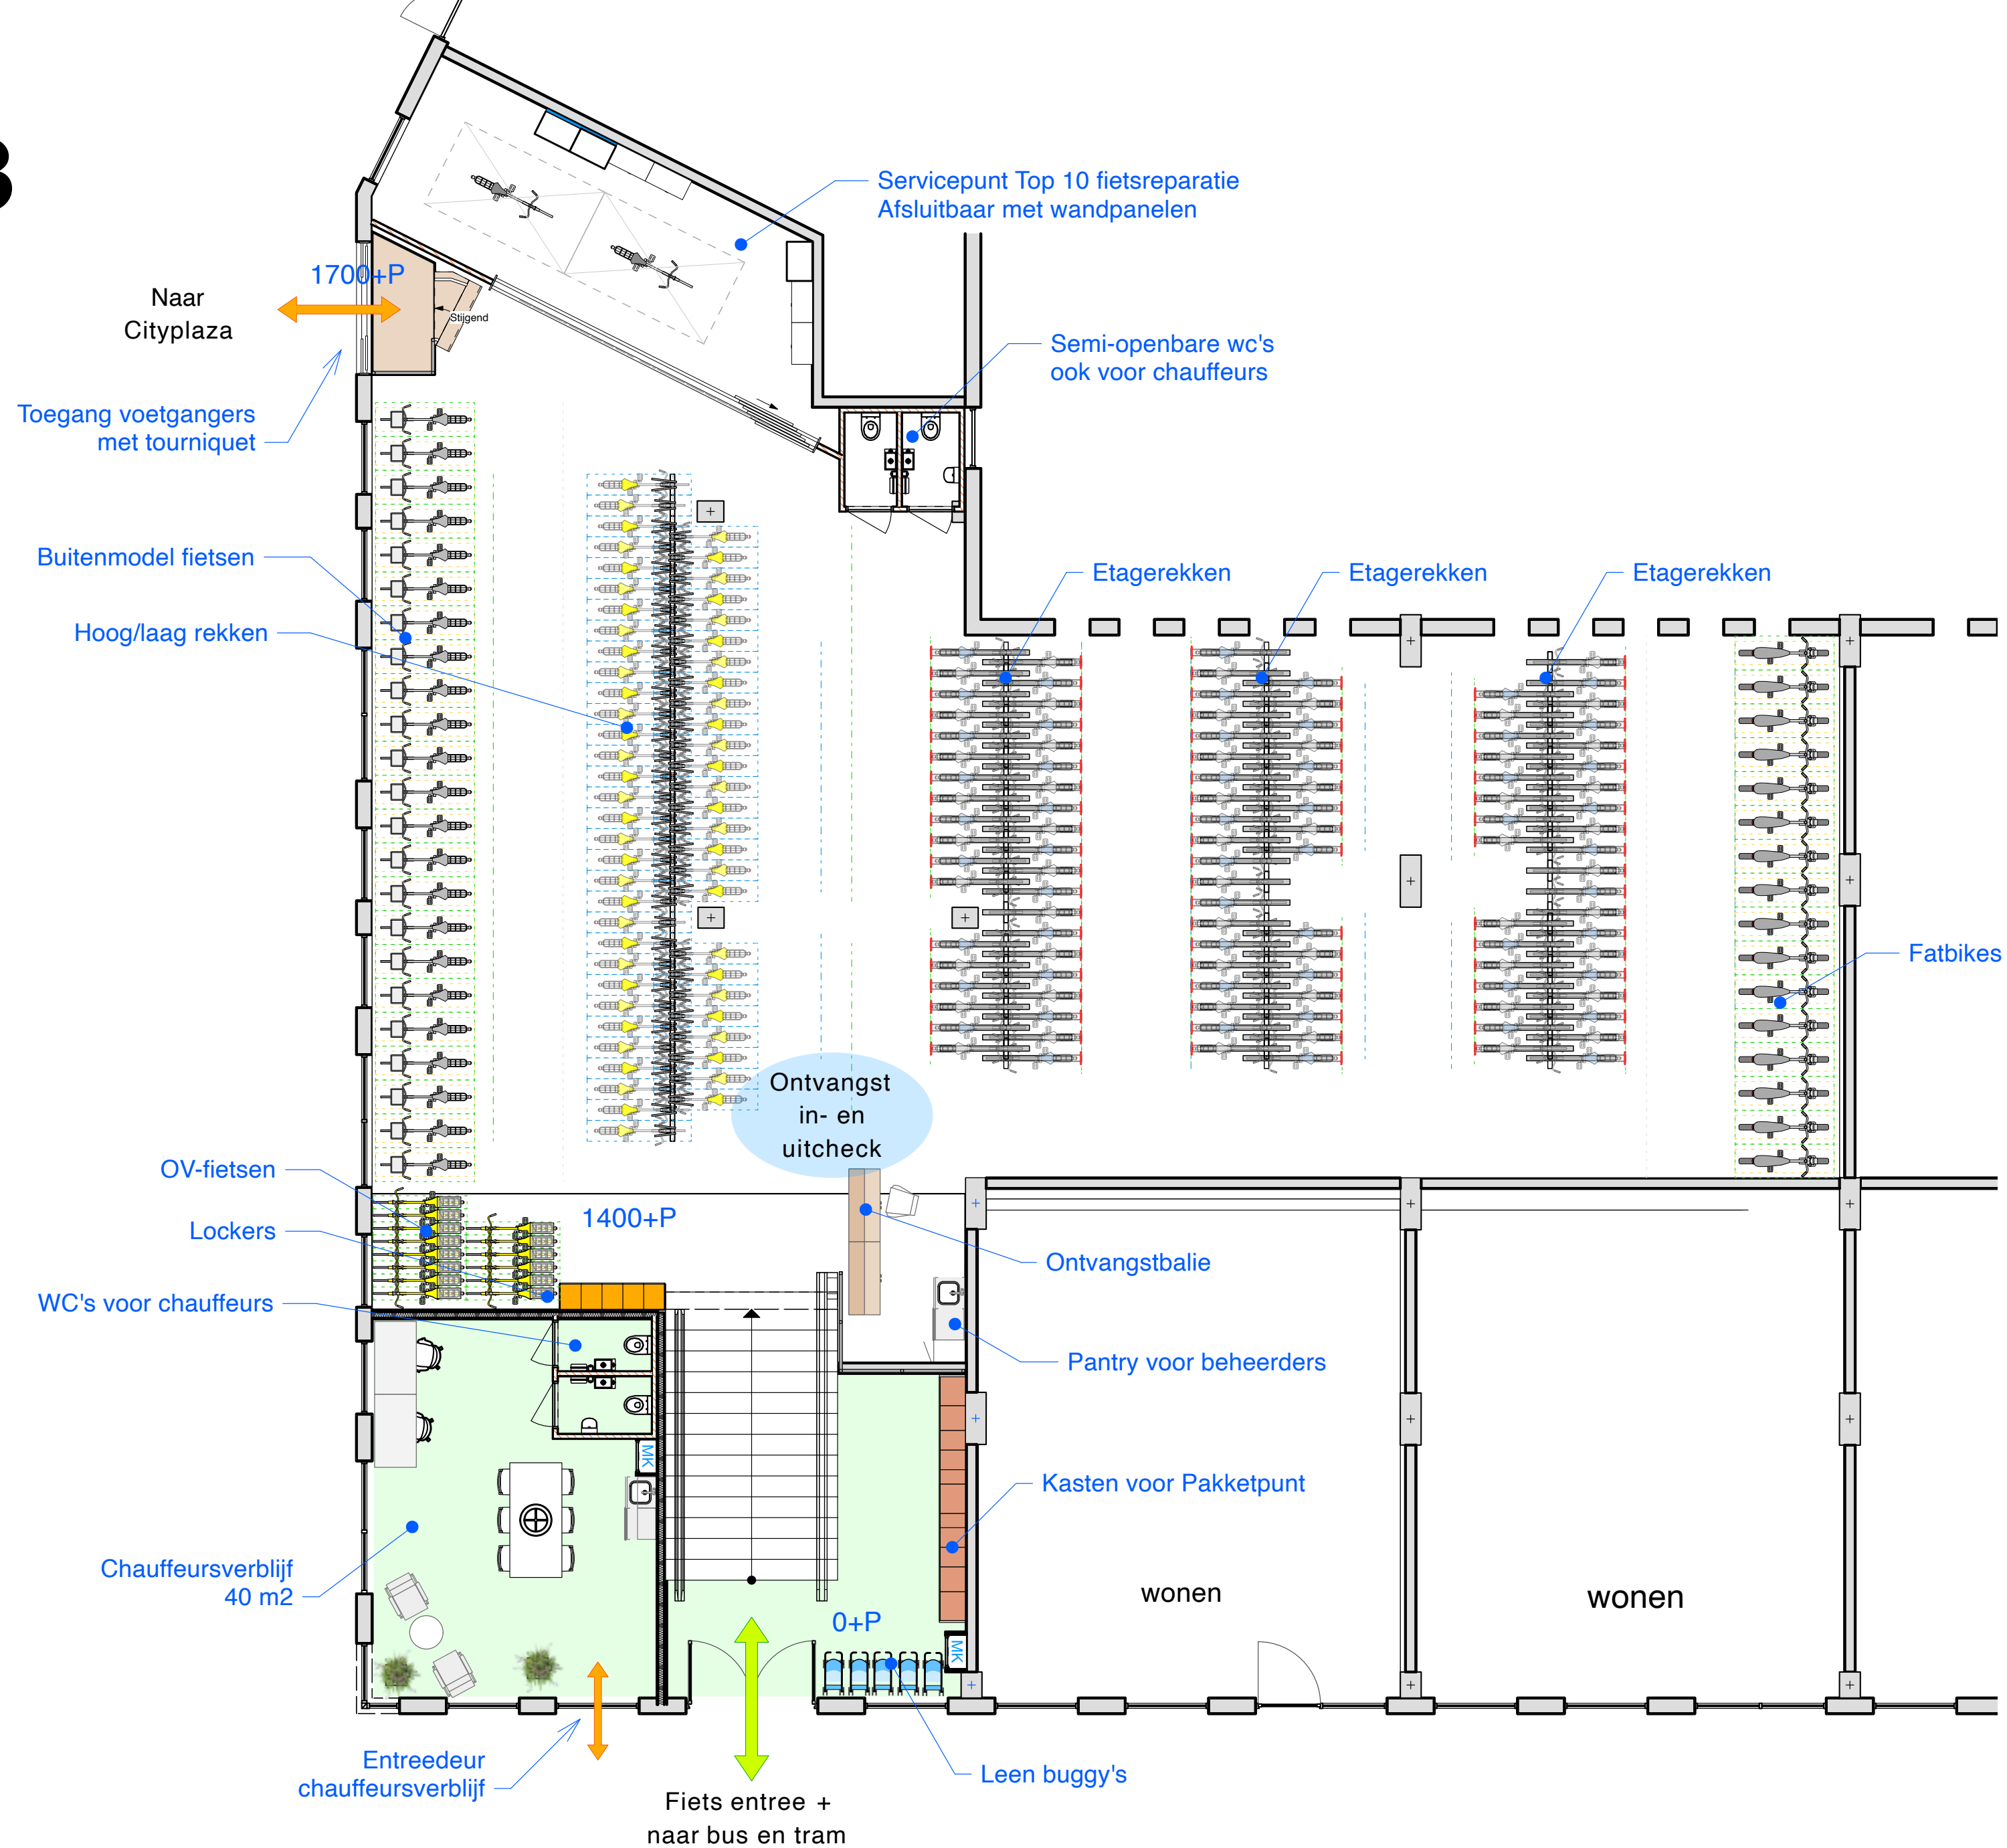 Servicepunt Top 10 fietsreparatie
Afsluitbaar met wandpanelen
1700+P
Naar
Cityplaza
Stijgend
Semi-openbare wc's
ook voor chauffeurs
Toegang voetgangers
met tourniquet
Buitenmodel fietsen
Etagerekken
Etagerekken
Etagerekken
Hoog/laag rekken
Fatbikes
Ontvangst
in- en
uitcheck
OV-fietsen
1400+P
Lockers
Ontvangstbalie
WC's voor chauffeurs
Pantry voor beheerders
MK
Kasten voor Pakketpunt
Chauffeursverblijf
40 m2
wonen
wonen
0+P
MK
Entreedeur
chauffeursverblijf
Leen buggy's
Fiets entree +
naar bus en tram